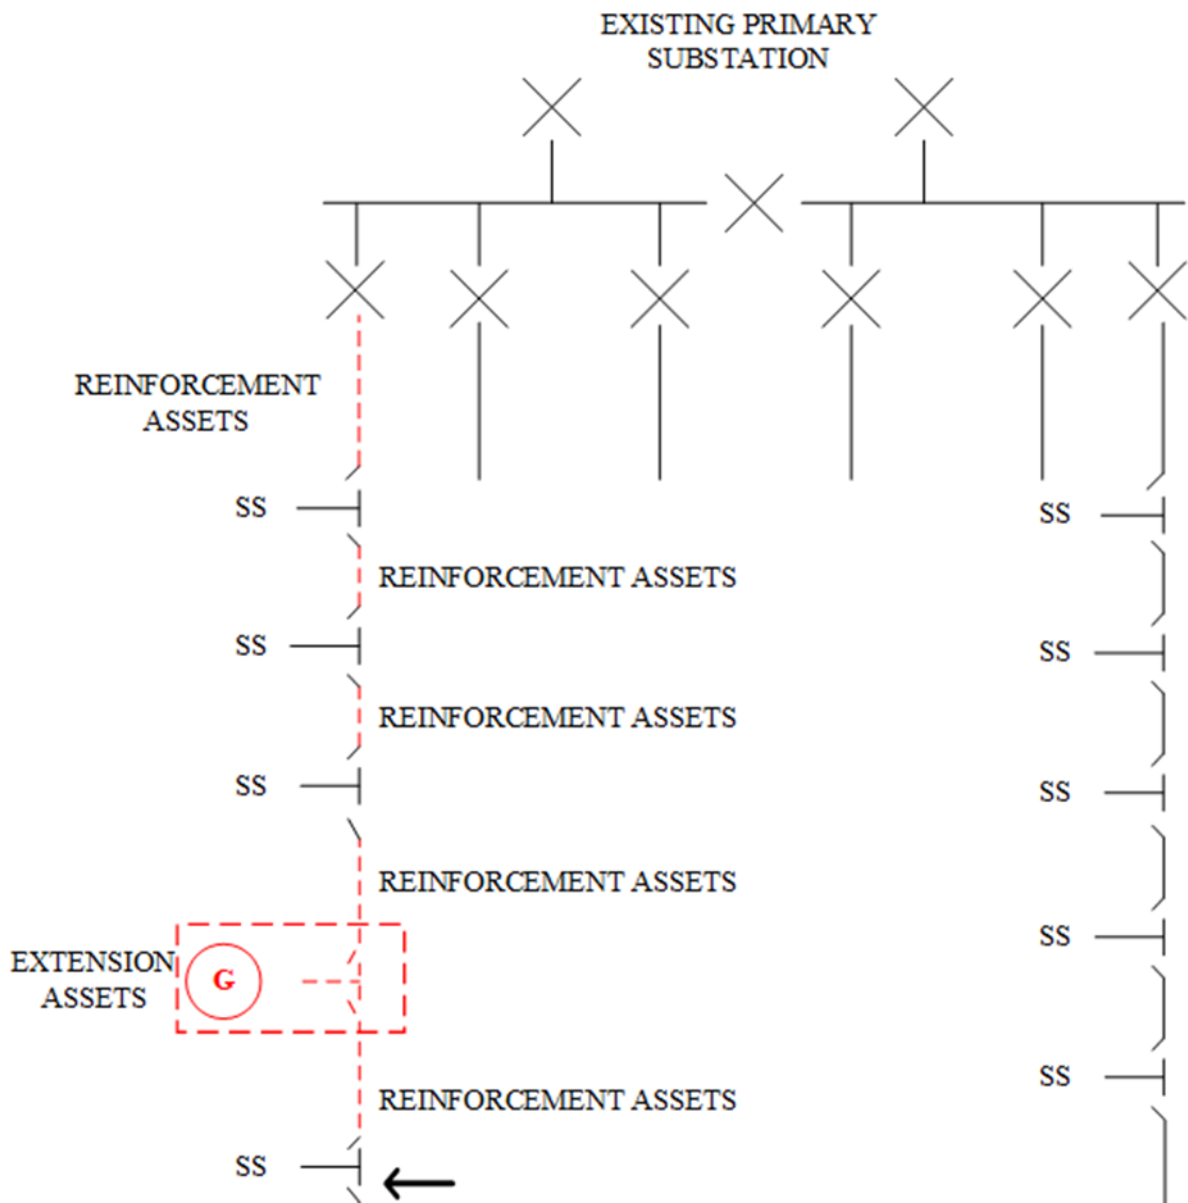 EXISTING PRIMARY
SUBSTATION
REINFORCEMENT
ASSETS
SS
SS
REINFORCEMENT ASSETS
SS
SS
REINFORCEMENT ASSETS
SS
SS
REINFORCEMENT ASSETS
SS
EXTENSION
ASSETS
G
SS
REINFORCEMENT ASSETS
SS